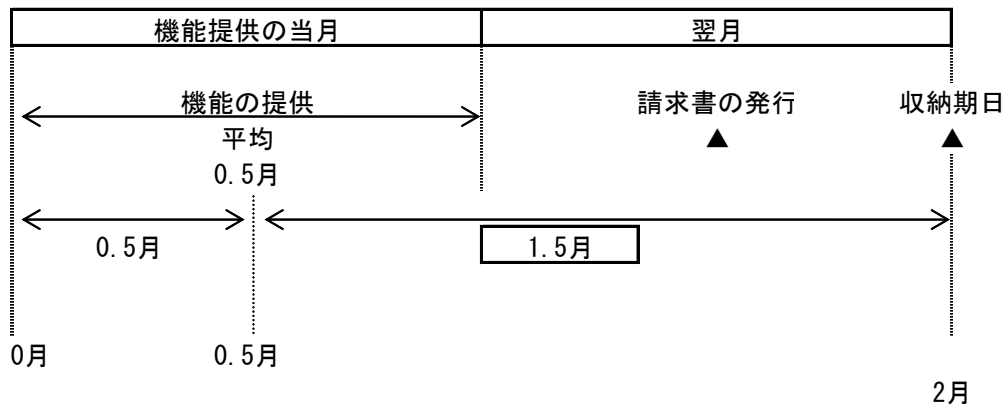 機能提供の当月 翌月
機能の提供 請求書の発行 収納期日
平均 ▲ ▲
0.5月
0.5月 1.5月
0月 0.5月
2月